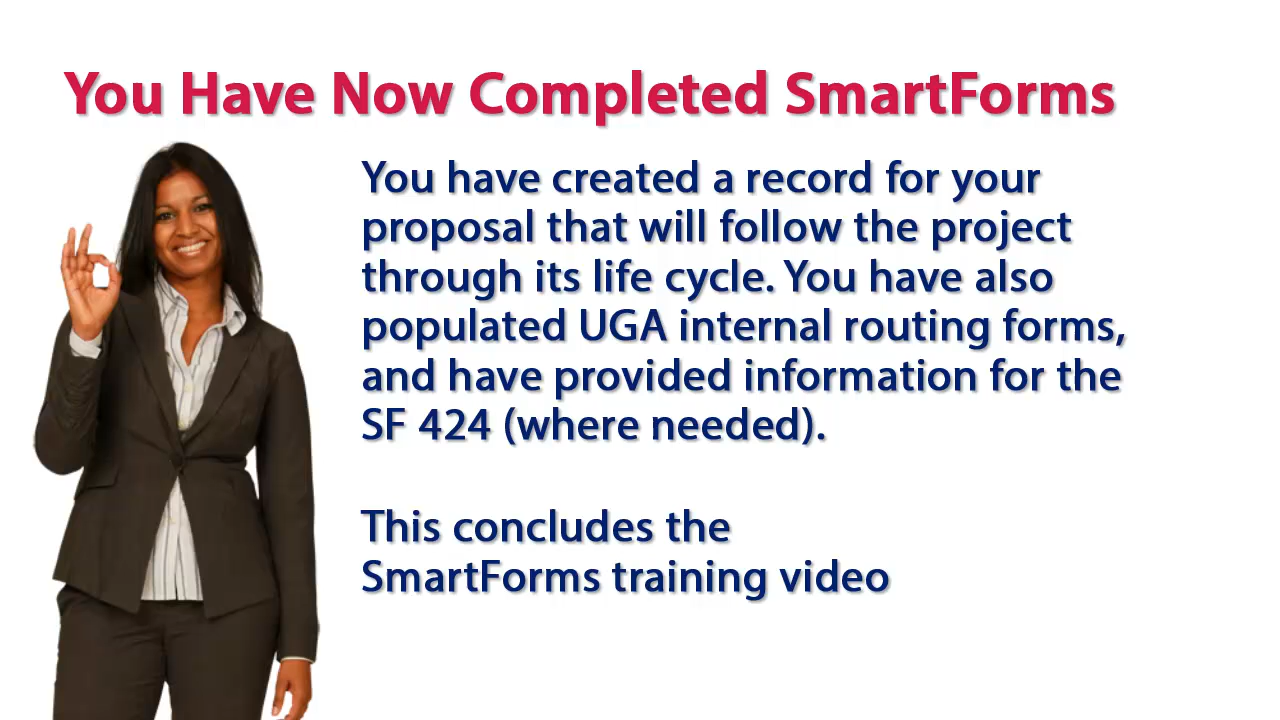 You Have Now Completed SmartForms
You have created a record for your
proposal that will follow the project
through its life cycle. You have also
populated UGA internal routing forms,
and have provided information for the
SF 424 (where needed).
This concludes the
SmartForms training video